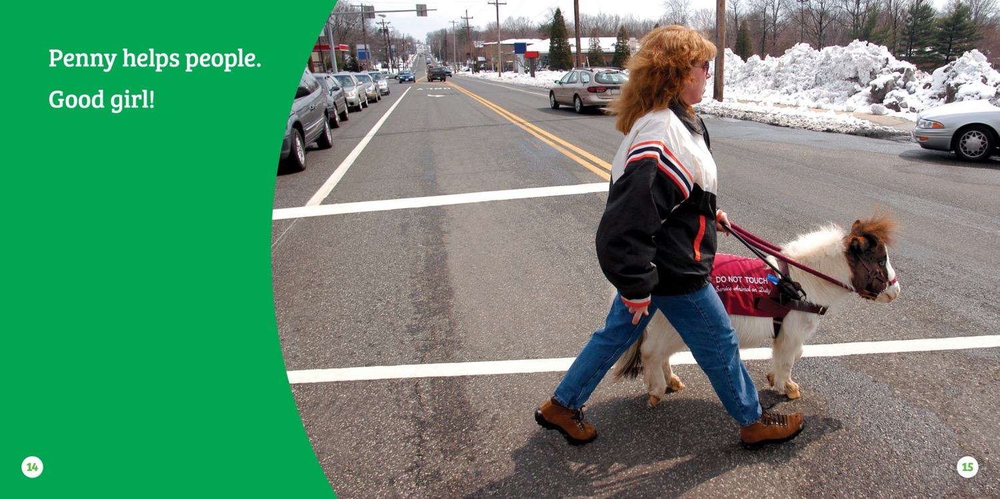 Penny helps people.
Good girl!
DO NOT TOUCH
Service Animal on Duty
14
15